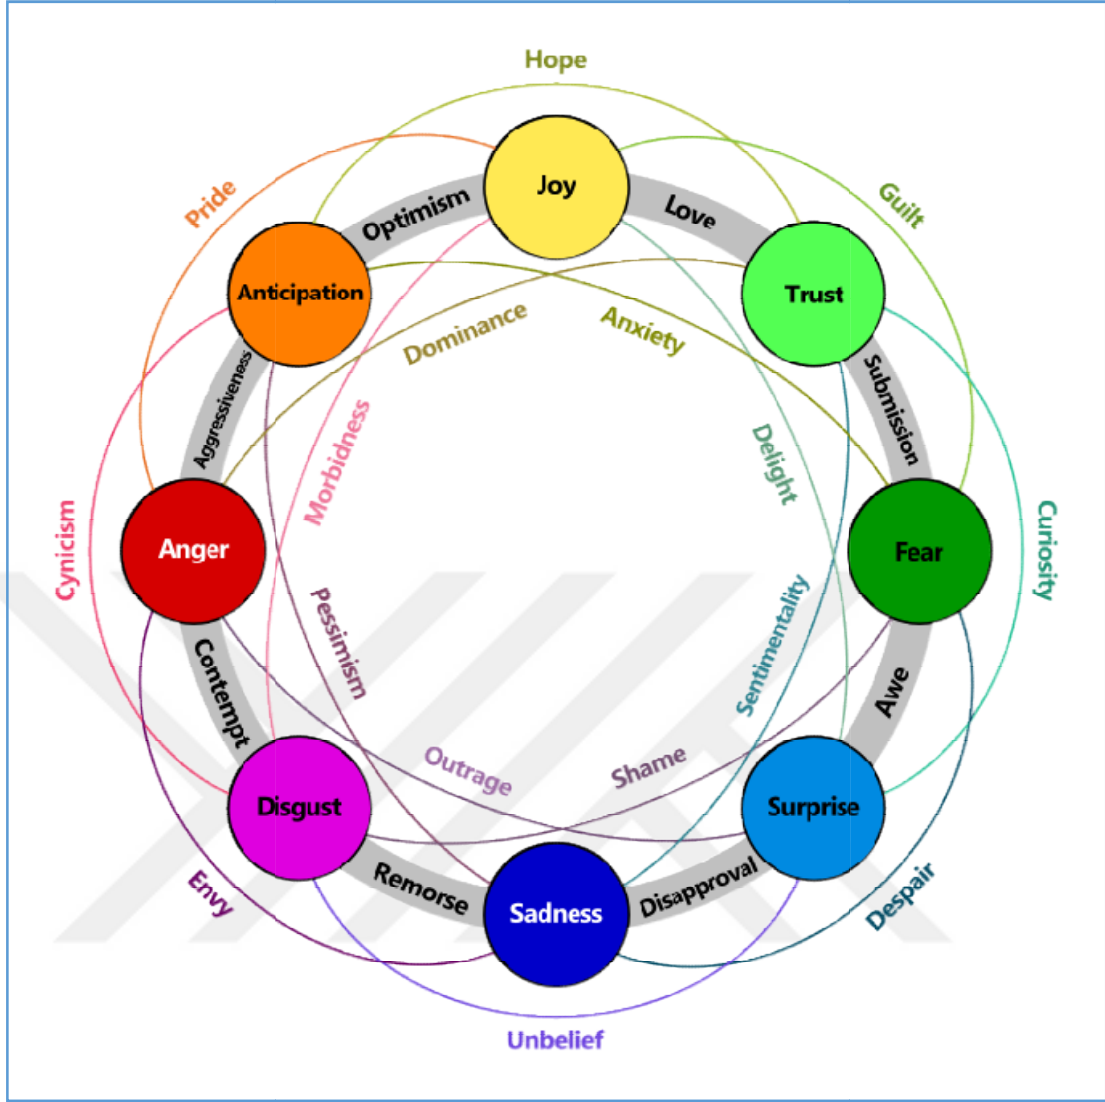 Hope
Joy
Optimism
Love
Pride
Guilt
Anticipation
Trust
Dominance
Anxiety
Aggressiveness
Submission
Morbidness
Delight
Cynicism
Anger
Fear
Curiosity
Pessimism
Sentimentality
Contempt
Awe
Outrage
Shame
Disgust
Surprise
Envy
Remorse
Sadness
Disapproval
Despair
Unbelief